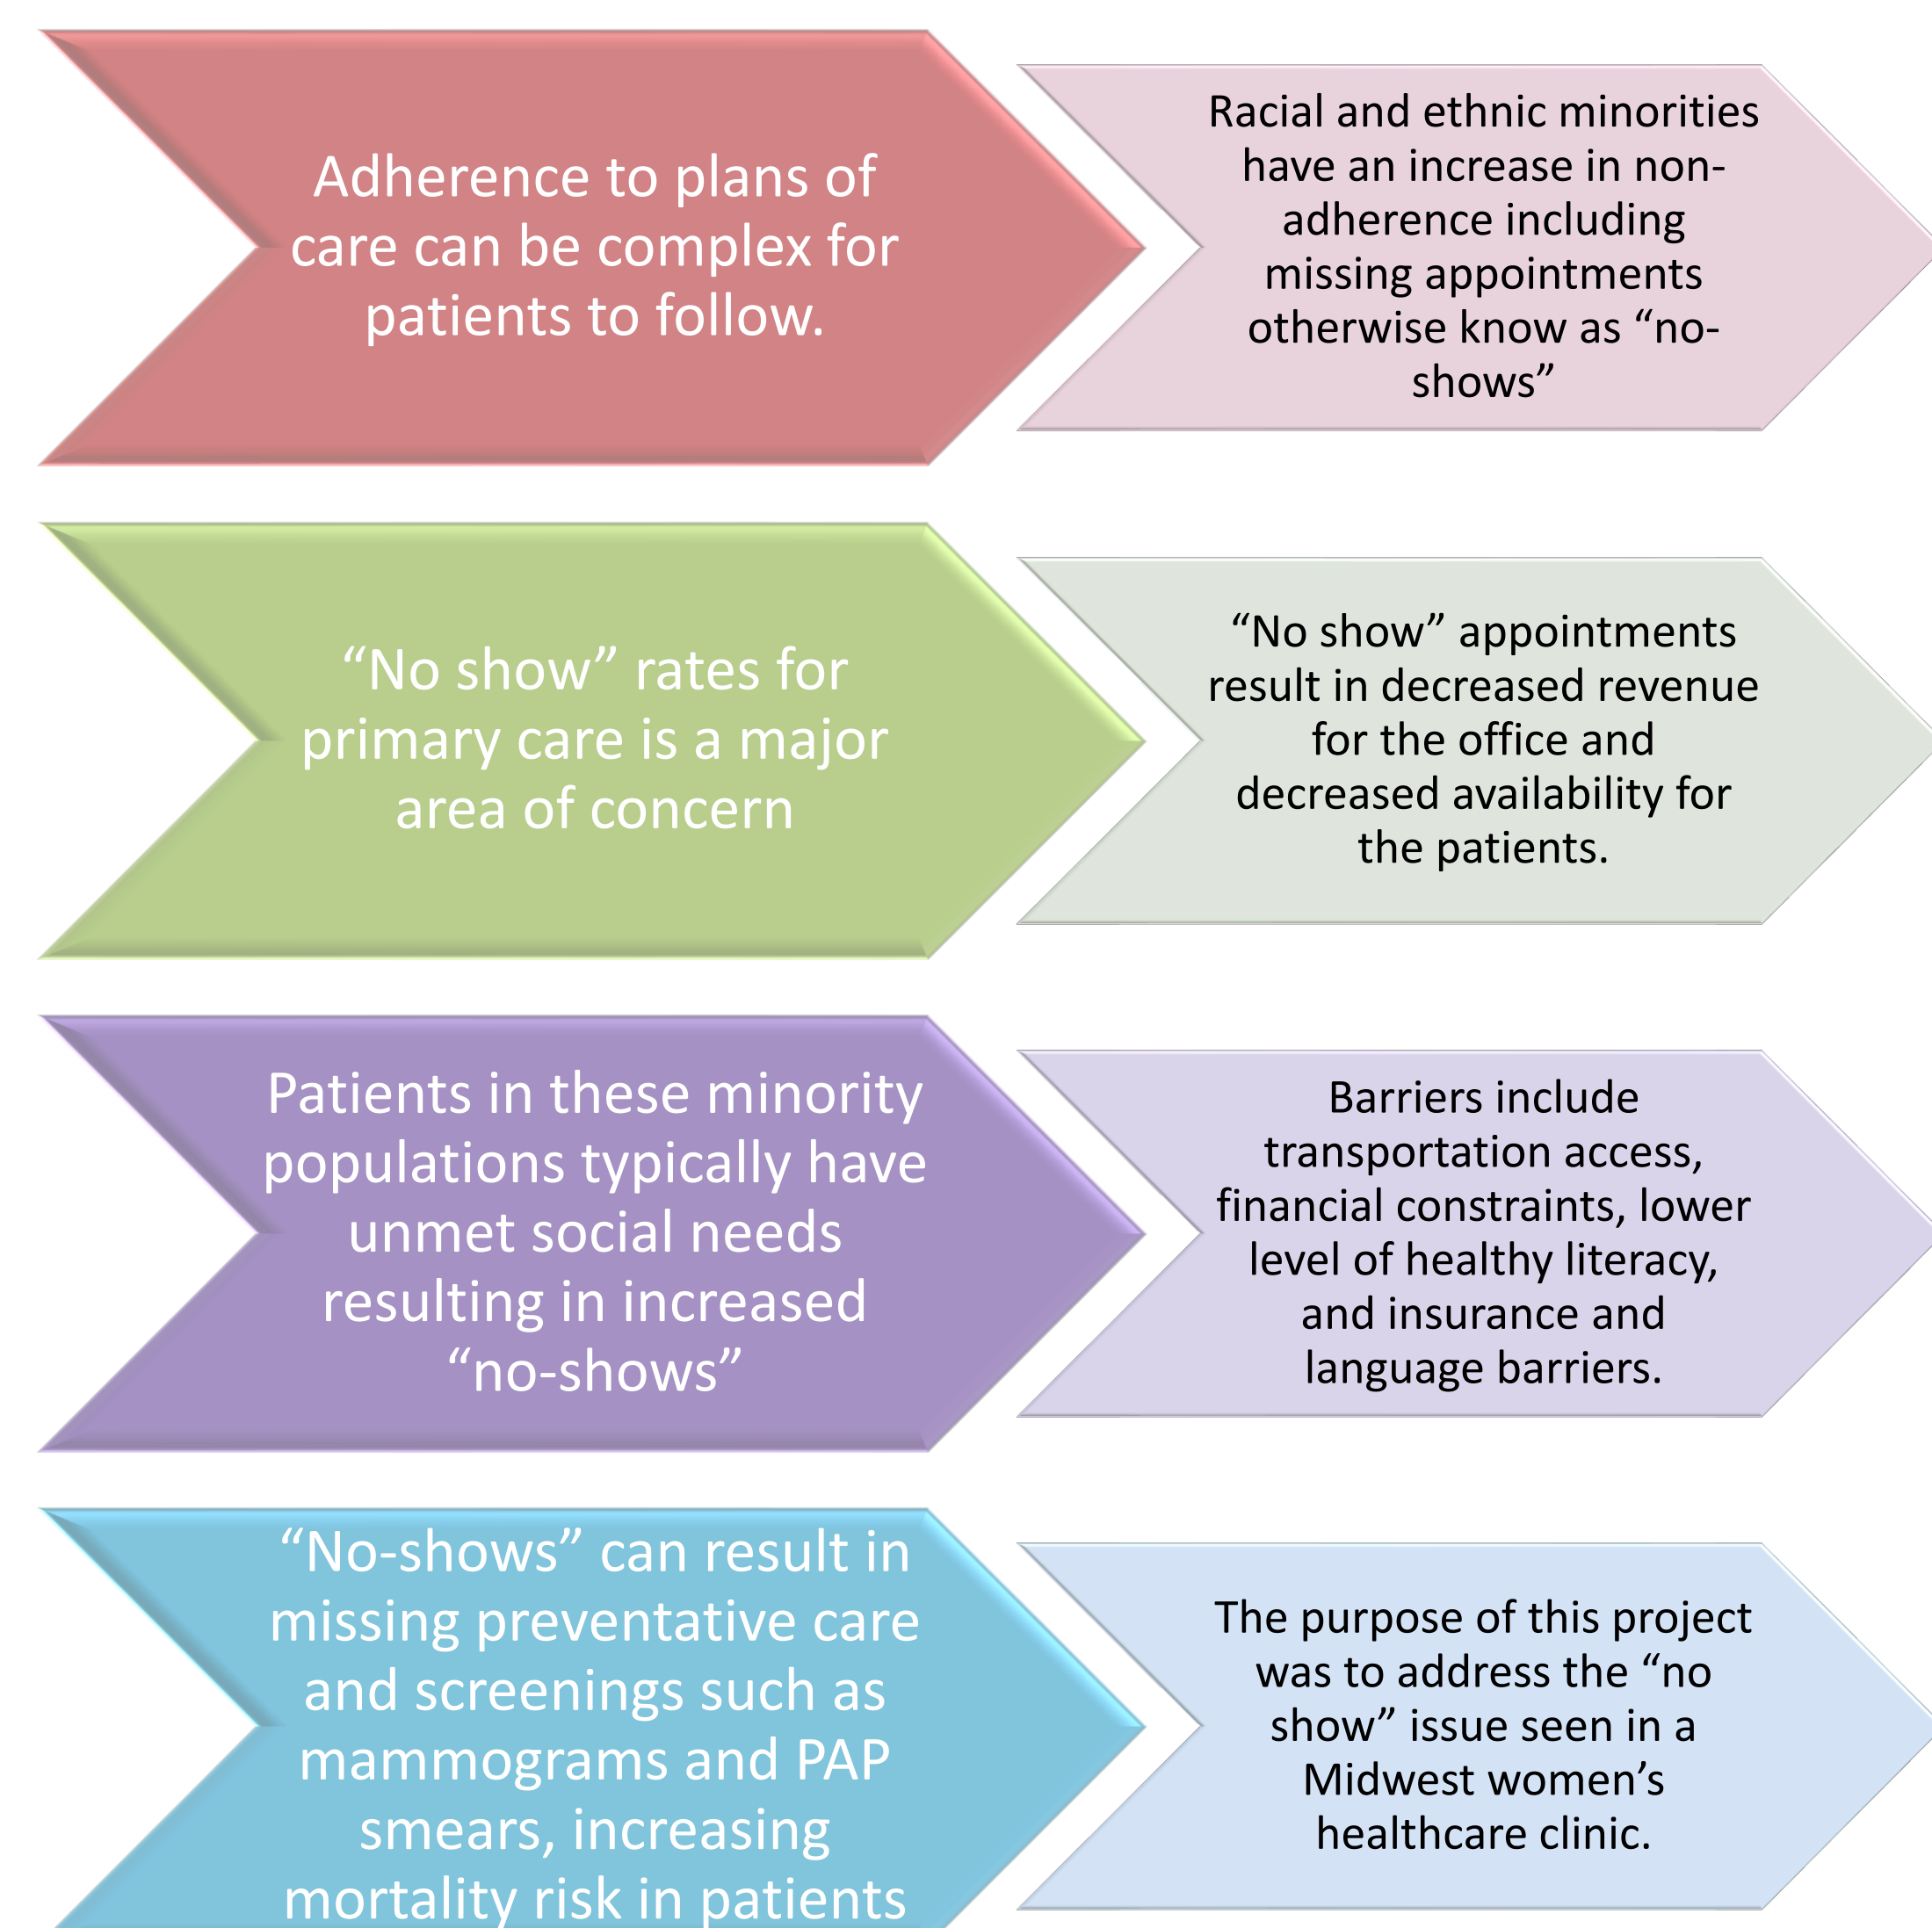 Adherence to plans of
care can be complex for
patients to follow.
Racial and ethnic minorities
have an increase in non-
adherence including
missing appointments
otherwise know as “no-
shows”
“No show” rates for
primary care is a major
area of concern
“No show” appointments
result in decreased revenue
for the office and
decreased availability for
the patients.
Patients in these minority
populations typically have
unmet social needs
resulting in increased
“no-shows”
Barriers include
transportation access,
financial constraints, lower
level of healthy literacy,
and insurance and
language barriers.
“No-shows” can result in
missing preventative care
and screenings such as
mammograms and PAP
smears, increasing
mortality risk in patients
The purpose of this project
was to address the “no
show” issue seen in a
Midwest women’s
healthcare clinic.